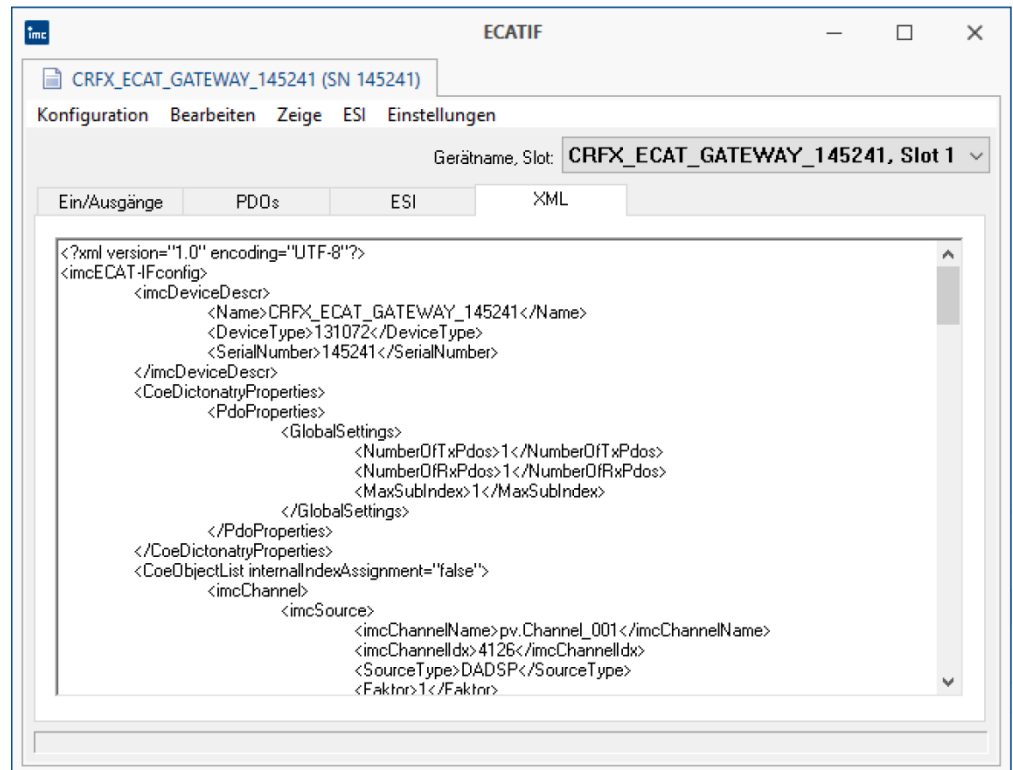 imc
ECATIF
CRFX_ECAT_GATEWAY_145241 (SN 145241)
Konfiguration Bearbeiten Zeige ESI Einstellungen
Gerätname, Slot: CRFX_ECAT_GATEWAY_145241, Slot 1
Ein/Ausgänge PDOs ESI XML
<?xml version="1.0" encoding="UTF-8"?>
<imcECAT-IFconfig>
<imcDeviceDescr>
<Name>CRFX_ECAT_GATEWAY_145241</Name>
<DeviceType>131072</DeviceType>
<SerialNumber>145241</SerialNumber>
</imcDeviceDescr>
<CoeDictonatryProperties>
<PdoProperties>
<GlobalSettings>
<NumberOfTxPdos>1</NumberOfTxPdos>
<NumberOfRxPdos>1</NumberOfRxPdos>
<MaxSubIndex>1</MaxSubIndex>
</GlobalSettings>
</PdoProperties>
</CoeDictonatryProperties>
<CoeObjectList internalIndexAssignment="false">
<imcChannel>
<imcSource>
<imcChannelName>pv.Channel_001</imcChannelName>
<imcChannelIdx>4126</imcChannelIdx>
<SourceType>DADSP</SourceType>
<Faktor>1</Faktor>